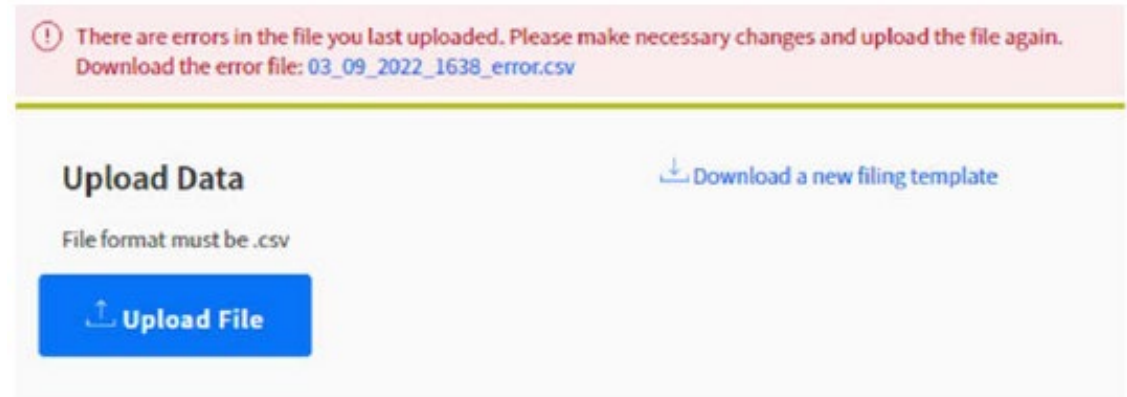 There are errors in the file you last uploaded. Please make necessary changes and upload the file again.
Download the error file: 03_09_2022_1638_error.csv
Upload Data
Download a new filing template
File format must be .csv
Upload File